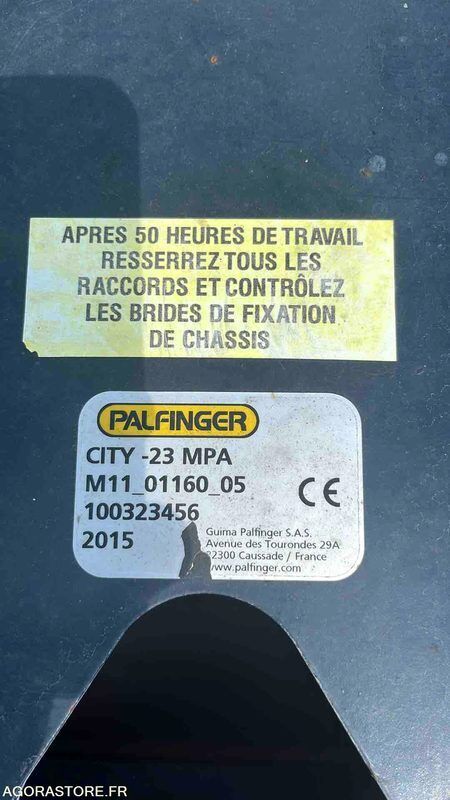 APRES 50 HEURES DE TRAVAIL
RESSERREZ TOUS LES
RACCORDS ET CONTRÔLEZ
LES BRIDES DE FIXATION
DE CHASSIS
PALFINGER
CITY -23 MPA
M11_01160_05
100323456
2015
CE
Guima Palfinger S.A.S.
Avenue des Tourondes 29A
82300 Caussade / France
www.palfinger.com
AGORASTORE.FR